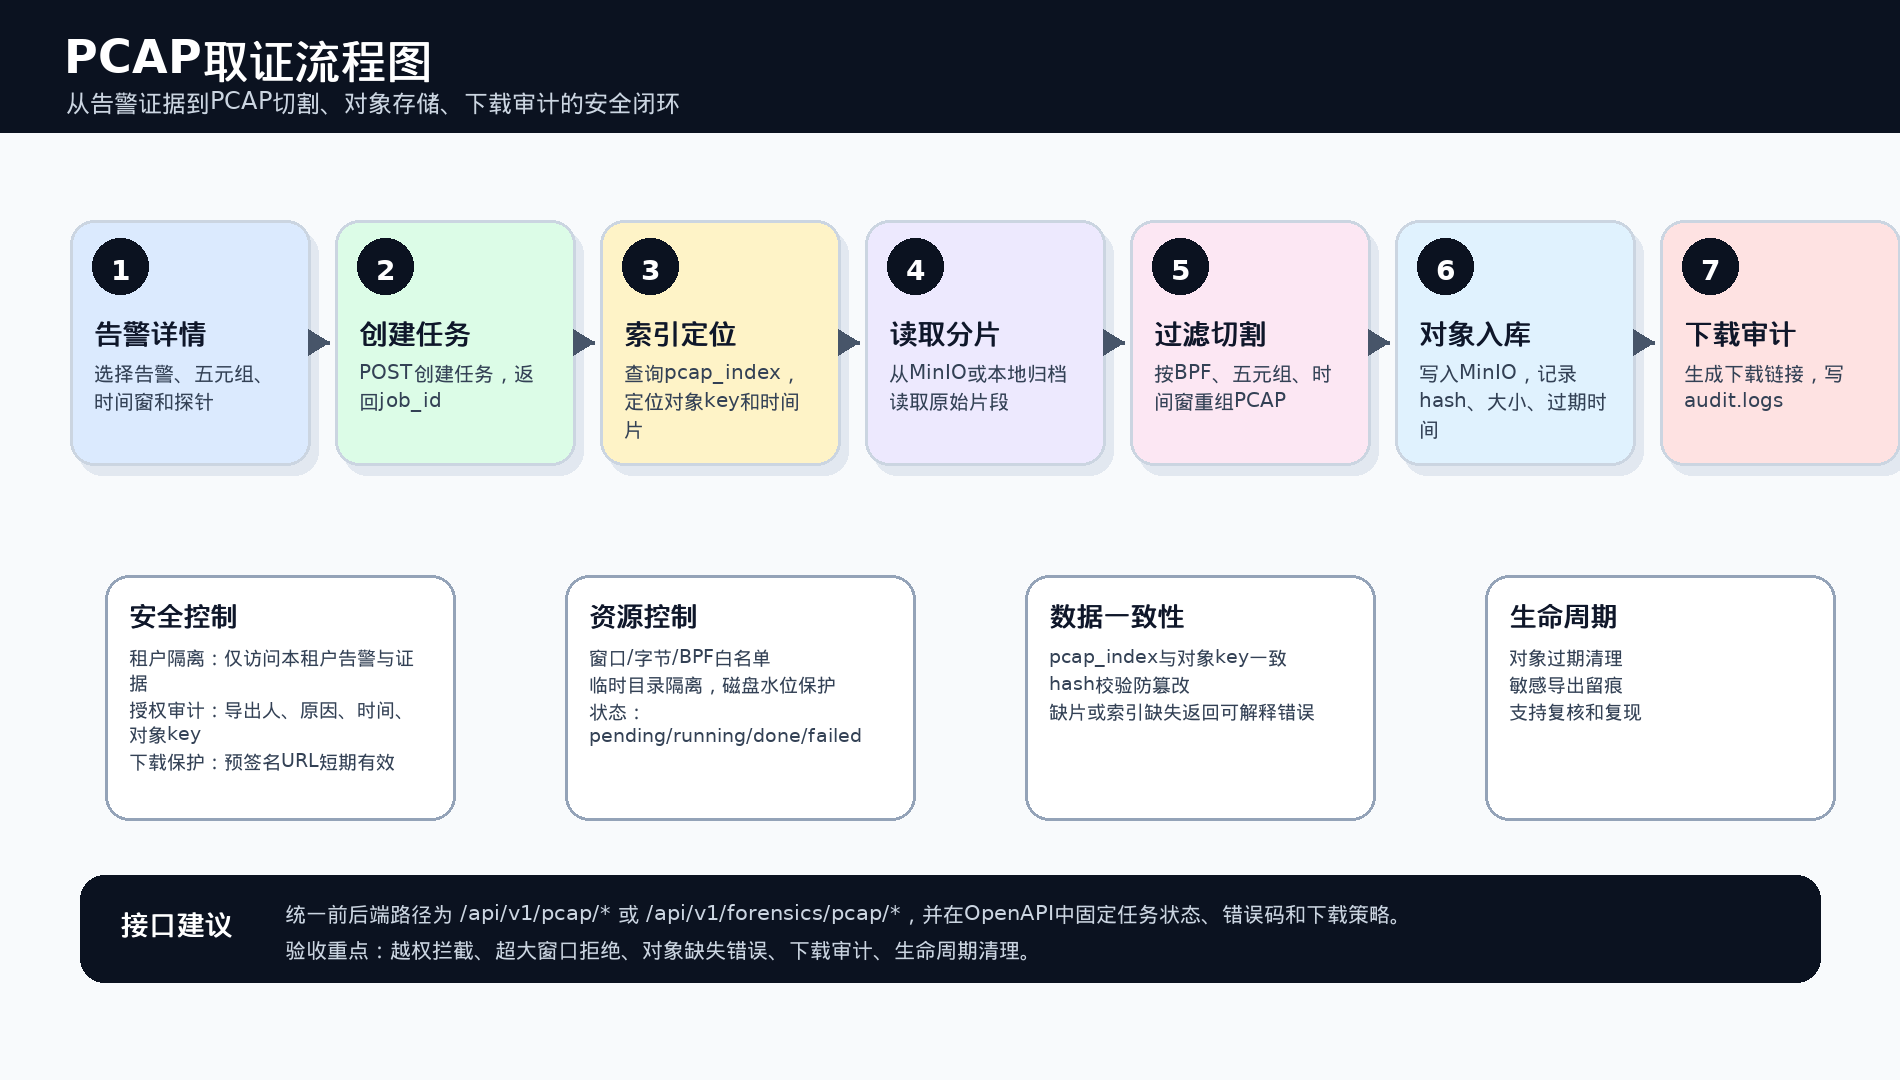 PCAP取证流程图
从告警证据到PCAP切割、对象存储、下载审计的安全闭环
1
告警详情
选择告警、五元组、
时间窗和探针
2
创建任务
POST创建任务，返
回job_id
3
索引定位
查询pcap_index，
定位对象key和时间
片
4
读取分片
从MinIO或本地归档
读取原始片段
5
过滤切割
按BPF、五元组、时
间窗重组PCAP
6
对象入库
写入MinIO，记录
hash、大小、过期时
间
7
下载审计
生成下载链接，写
audit.logs
安全控制
租户隔离：仅访问本租户告警与证
据
授权审计：导出人、原因、时间、
对象key
下载保护：预签名URL短期有效
资源控制
窗口/字节/BPF白名单
临时目录隔离，磁盘水位保护
状态：
pending/running/done/failed
数据一致性
pcap_index与对象key一致
hash校验防篡改
缺片或索引缺失返回可解释错误
生命周期
对象过期清理
敏感导出留痕
支持复核和复现
接口建议
统一前后端路径为 /api/v1/pcap/* 或 /api/v1/forensics/pcap/*，并在OpenAPI中固定任务状态、错误码和下载策略。
验收重点：越权拦截、超大窗口拒绝、对象缺失错误、下载审计、生命周期清理。